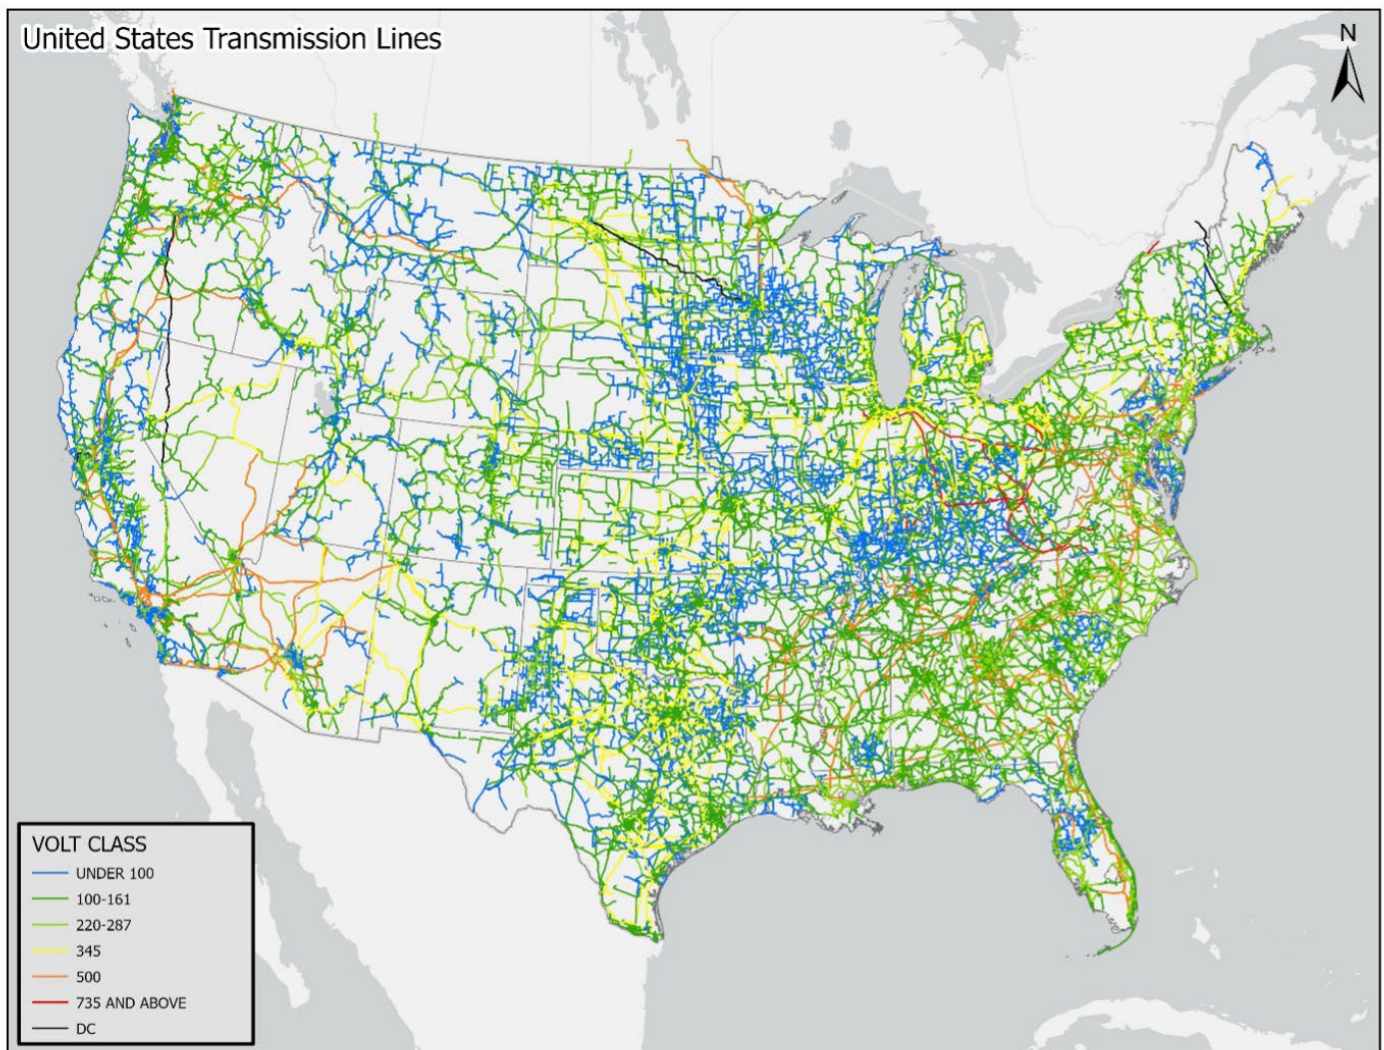 United States Transmission Lines
N
VOLT CLASS
UNDER 100
100-161
220-287
345
500
735 AND ABOVE
DC